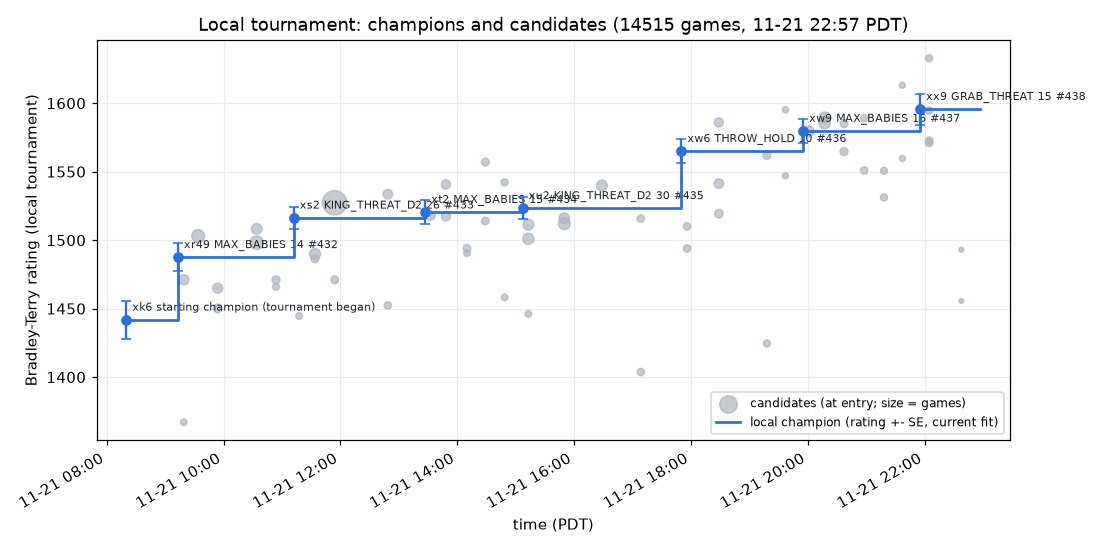 Local tournament: champions and candidates (14515 games, 11-21 22:57 PDT)
Bradley-Terry rating (local tournament)
1600
1550
1500
1450
1400
xx9 GRAB_THREAT 15 #438
xw9 MAX_BABIES 16 #437
xw6 THROW_HOLD 10 #436
xu2 KING_THREAT_D2 30 #435
xt2 MAX_BABIES 15 #434
xs2 KING_THREAT_D2 26 #433
xr49 MAX_BABIES 14 #432
xk6 starting champion (tournament began)
candidates (at entry; size = games)
local champion (rating +- SE, current fit)
11-21 08:00
11-21 10:00
11-21 12:00
11-21 14:00
11-21 16:00
11-21 18:00
11-21 20:00
11-21 22:00
time (PDT)